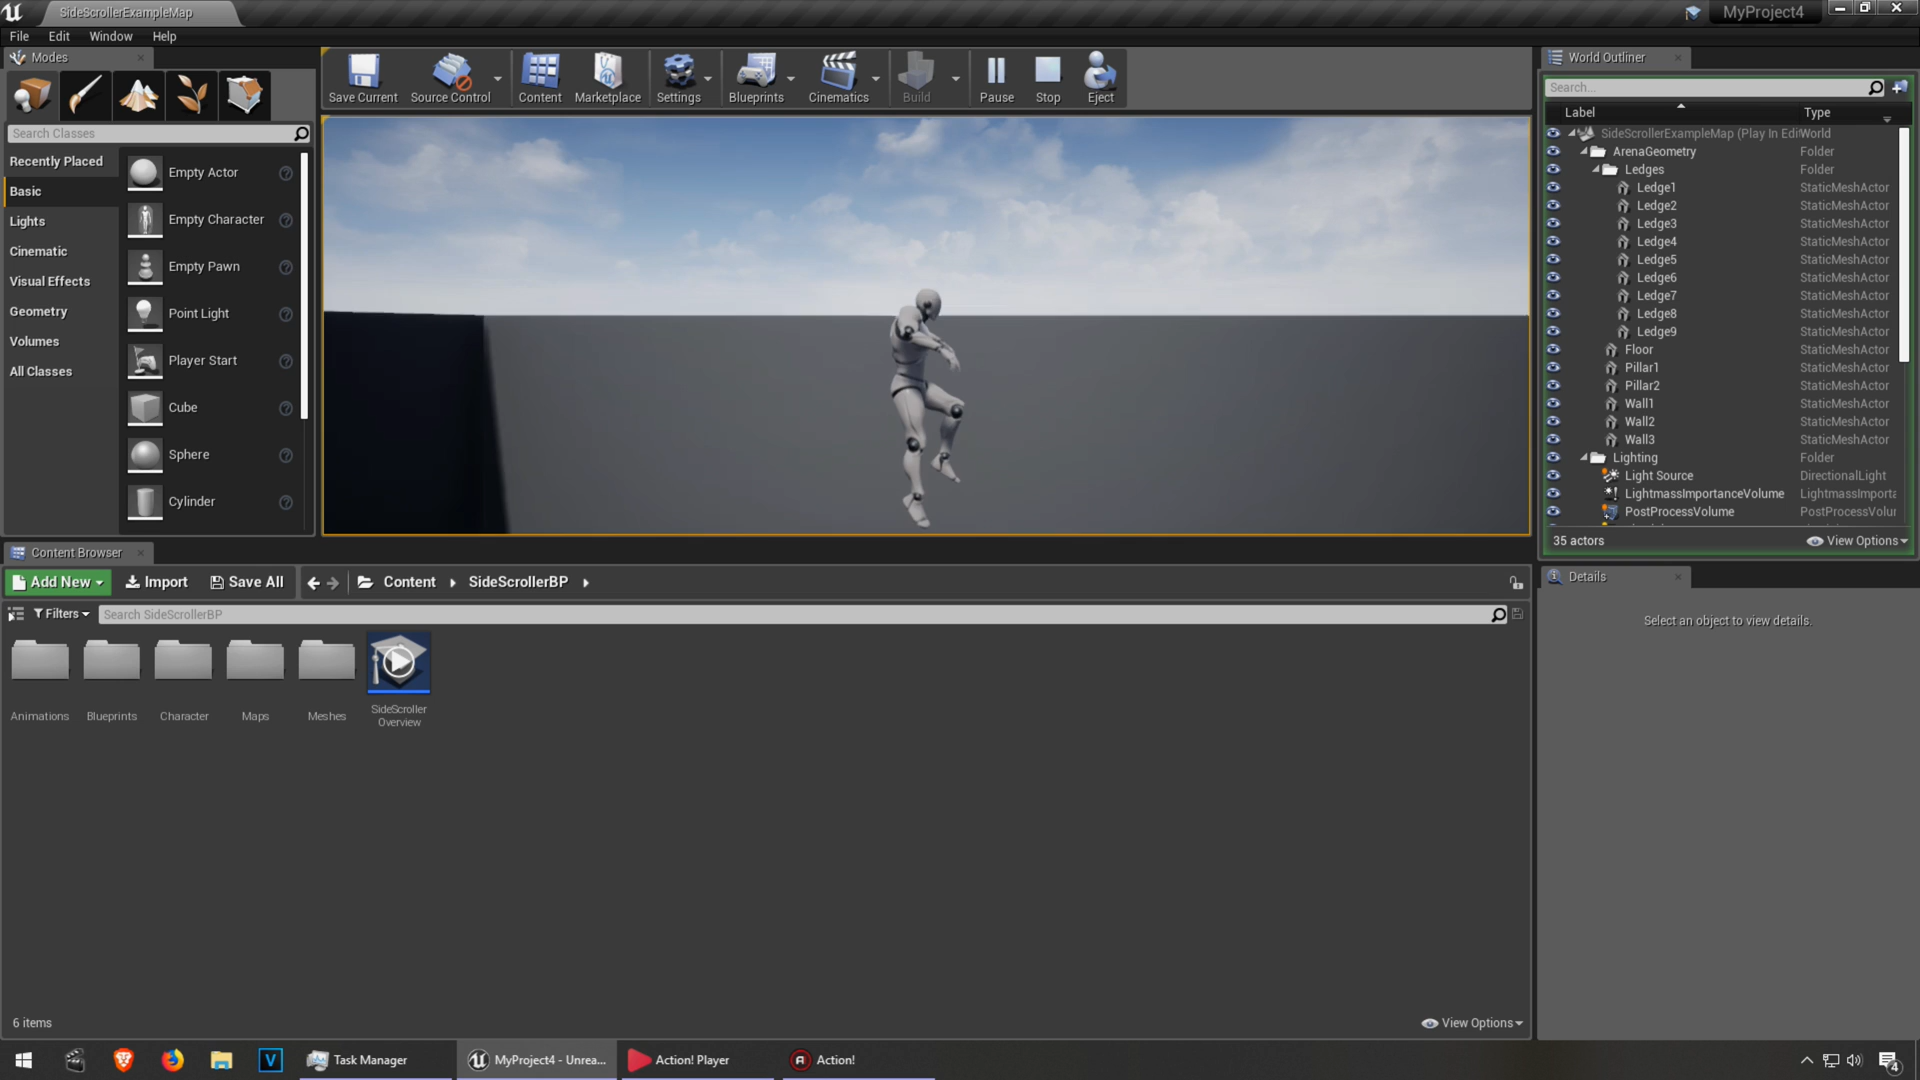 SideScrollerExampleMap
MyProject4
File Edit Window Help
Modes
Search Classes
Recently Placed
Basic
Lights
Cinematic
Visual Effects
Geometry
Volumes
All Classes
Empty Actor
Empty Character
Empty Pawn
Point Light
Player Start
Cube
Sphere
Cylinder
Save Current
Source Control
Content
Marketplace
Settings
Blueprints
Cinematics
Build
Pause
Stop
Eject
World Outliner
Search...
Label Type
SideScrollerExampleMap (Play In Edi World
ArenaGeometry Folder
Ledges Folder
Ledge1 StaticMeshActor
Ledge2 StaticMeshActor
Ledge3 StaticMeshActor
Ledge4 StaticMeshActor
Ledge5 StaticMeshActor
Ledge6 StaticMeshActor
Ledge7 StaticMeshActor
Ledge8 StaticMeshActor
Ledge9 StaticMeshActor
Floor StaticMeshActor
Pillar1 StaticMeshActor
Pillar2 StaticMeshActor
Wall1 StaticMeshActor
Wall2 StaticMeshActor
Wall3 StaticMeshActor
Lighting Folder
Light Source DirectionalLight
LightmassImportanceVolume LightmassImporta
PostProcessVolume PostProcessVolu
35 actors View Options
Details
Select an object to view details.
Content Browser
Add New Import Save All Content SideScrollerBP
Filters Search SideScrollerBP
Animations
Blueprints
Character
Maps
Meshes
SideScroller
Overview
6 items View Options
Task Manager
MyProject4 - Unrea...
Action! Player
Action!
4